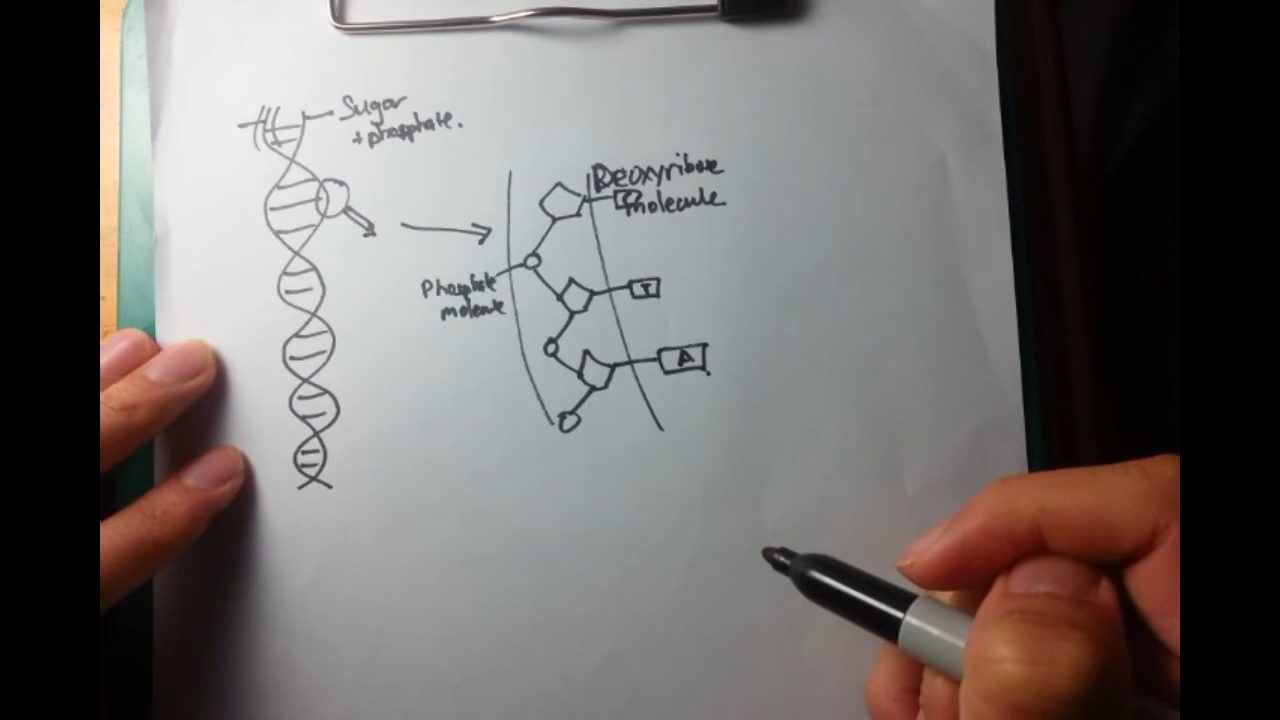 Sugar
+ phosphate.
Deoxyribose
molecule
C
Phosphate
molecule
T
A